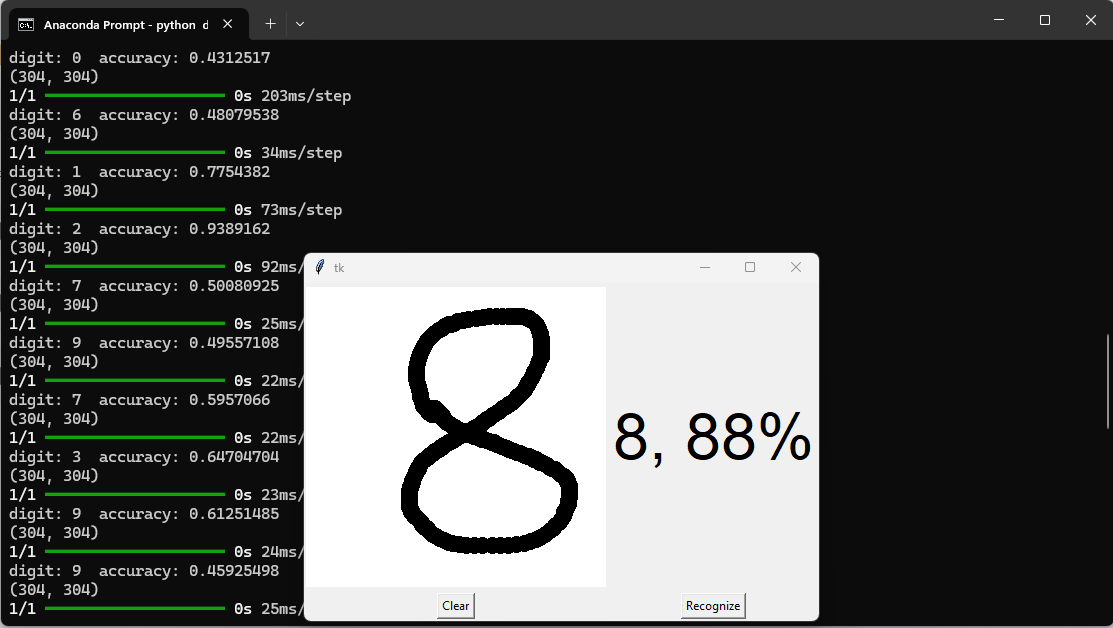 Anaconda Prompt - python d
digit: 0 accuracy: 0.4312517
(304, 304)
1/1 0s 203ms/step
digit: 6 accuracy: 0.48079538
(304, 304)
1/1 0s 34ms/step
digit: 1 accuracy: 0.7754382
(304, 304)
1/1 0s 73ms/step
digit: 2 accuracy: 0.9389162
(304, 304)
1/1 0s 92ms/
digit: 7 accuracy: 0.50080925
(304, 304)
1/1 0s 25ms/
digit: 9 accuracy: 0.49557108
(304, 304)
1/1 0s 22ms/
digit: 7 accuracy: 0.5957066
(304, 304)
1/1 0s 22ms/
digit: 3 accuracy: 0.64704704
(304, 304)
1/1 0s 23ms/
digit: 9 accuracy: 0.61251485
(304, 304)
1/1 0s 24ms/
digit: 9 accuracy: 0.45925498
(304, 304)
1/1 0s 25ms/
tk
8
8, 88%
Clear
Recognize